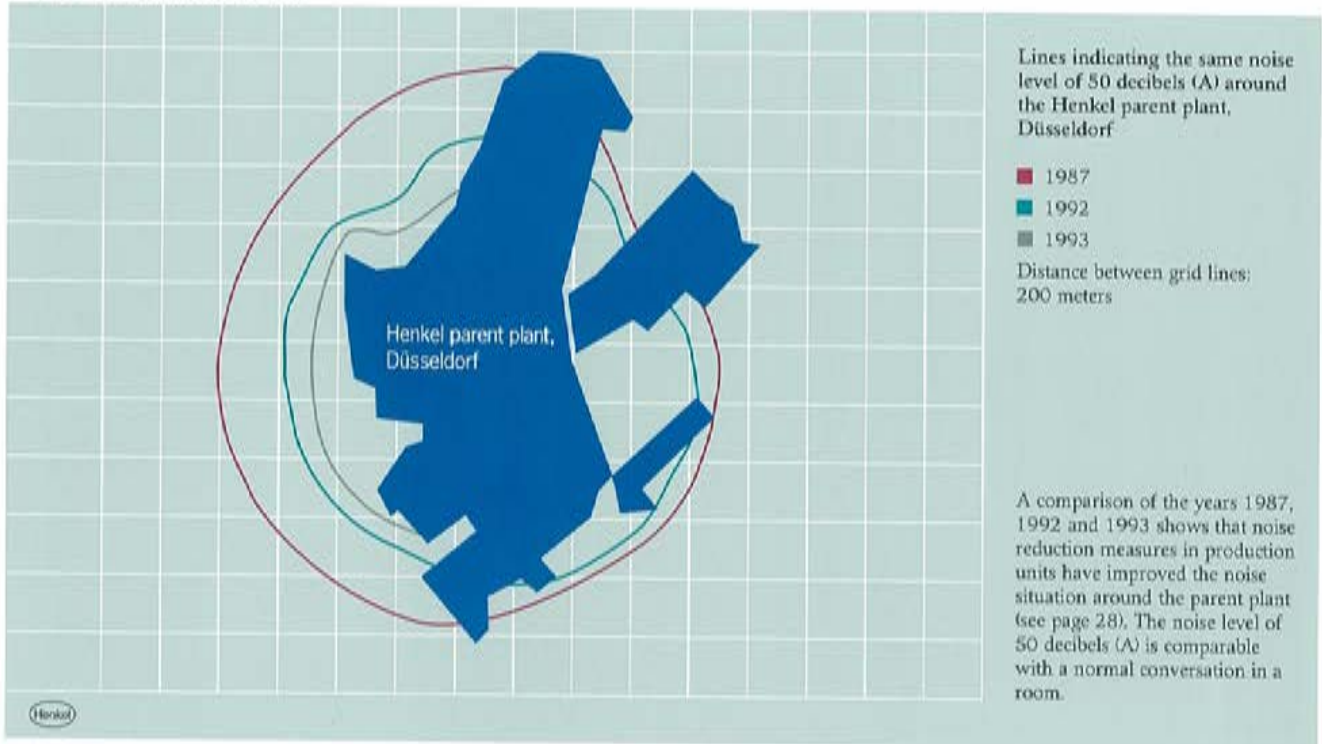 Lines indicating the same noise
level of 50 decibels (A) around
the Henkel parent plant,
Düsseldorf
1987
1992
1993
Distance between grid lines:
200 meters
Henkel parent plant,
Düsseldorf
A comparison of the years 1987,
1992 and 1993 shows that noise
reduction measures in production
units have improved the noise
situation around the parent plant
(see page 28). The noise level of
50 decibels (A) is comparable
with a normal conversation in a
room.
Henkel